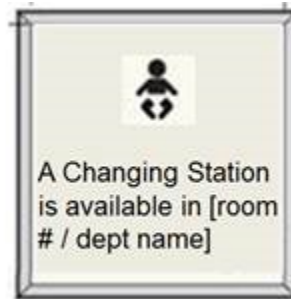 A Changing Station
is available in [room
# / dept name]